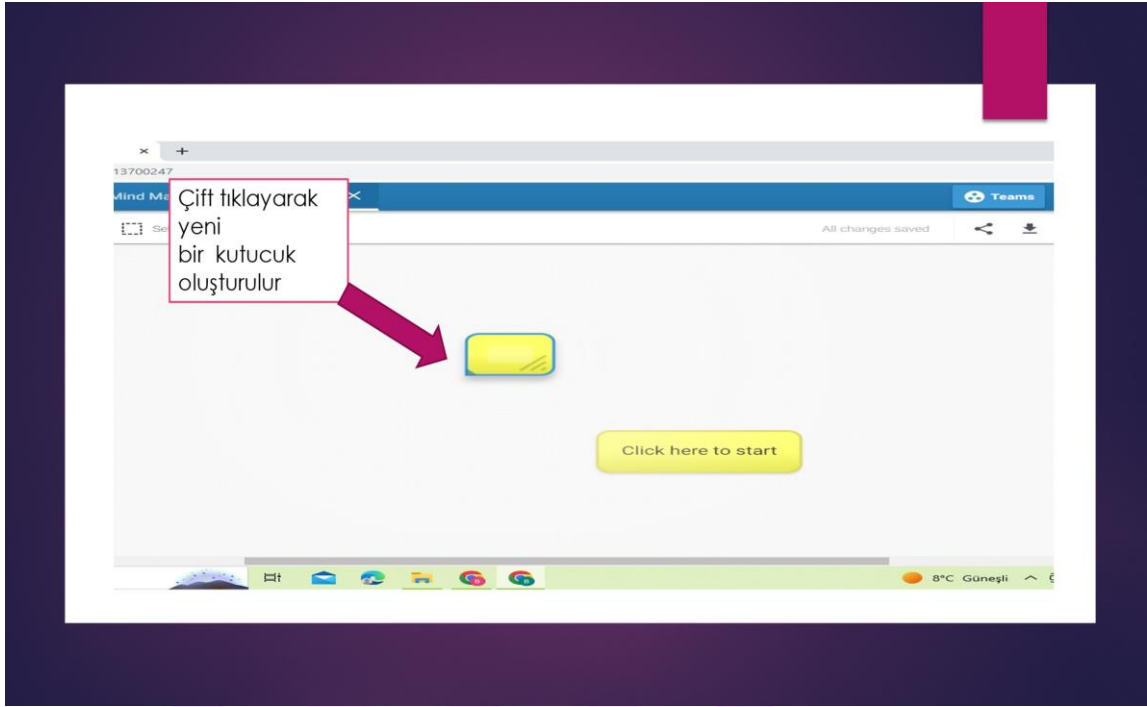 13700247
Mind Ma
Teams
Çift tıklayarak
yeni
bir kutucuk
oluşturulur
All changes saved
Click here to start
8°C Güneşli